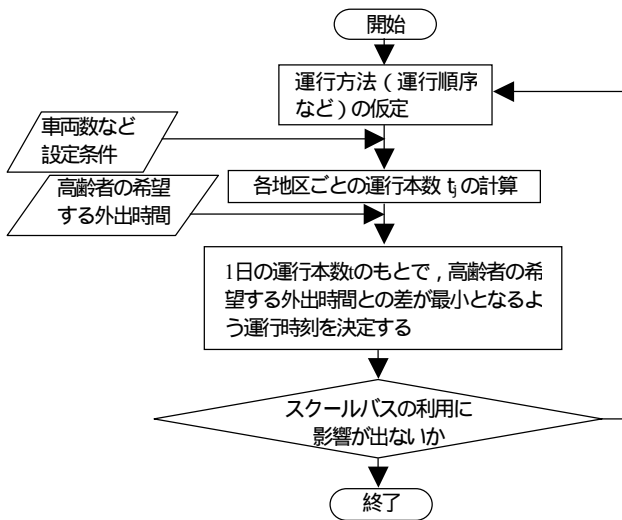 開始
運行方法（運行順序
など）の仮定
車両数など
設定条件
各地区ごとの運行本数 tjの計算
高齢者の希望
する外出時間
1日の運行本数tのもとで，高齢者の希
望する外出時間との差が最小となるよ
う運行時刻を決定する
スクールバスの利用に
影響が出ないか
終了